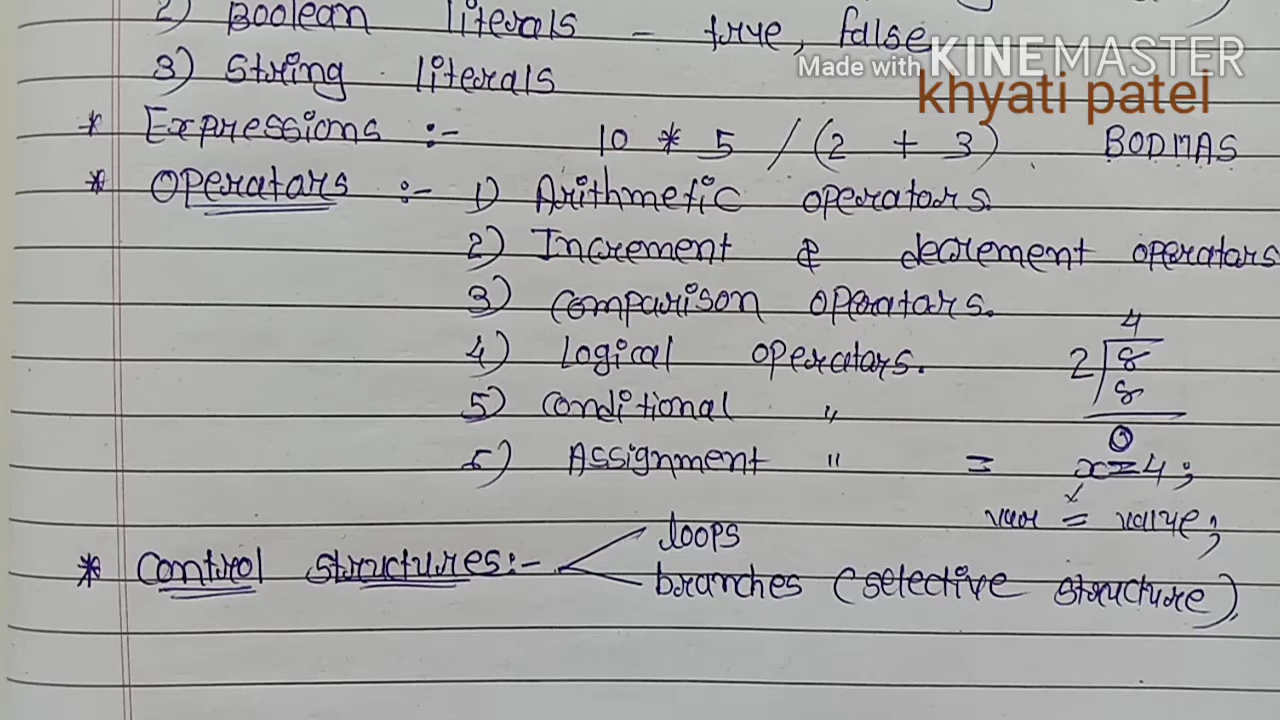 2) Boolean literals - true, false
Made with KINEMASTER
3) String literals
khyati patel
* Expressions :- 10 * 5 / (2 + 3) BODMAS
* Operators :- 1) Arithmetic operators.
2) Increment & decrement operators
3) Comparison operators.
4) Logical operators.
4
2 8
8
0
5) Conditional "
6) Assignment " = x=4;
var = value;
* Control structures:- loops
branches (selective structure).